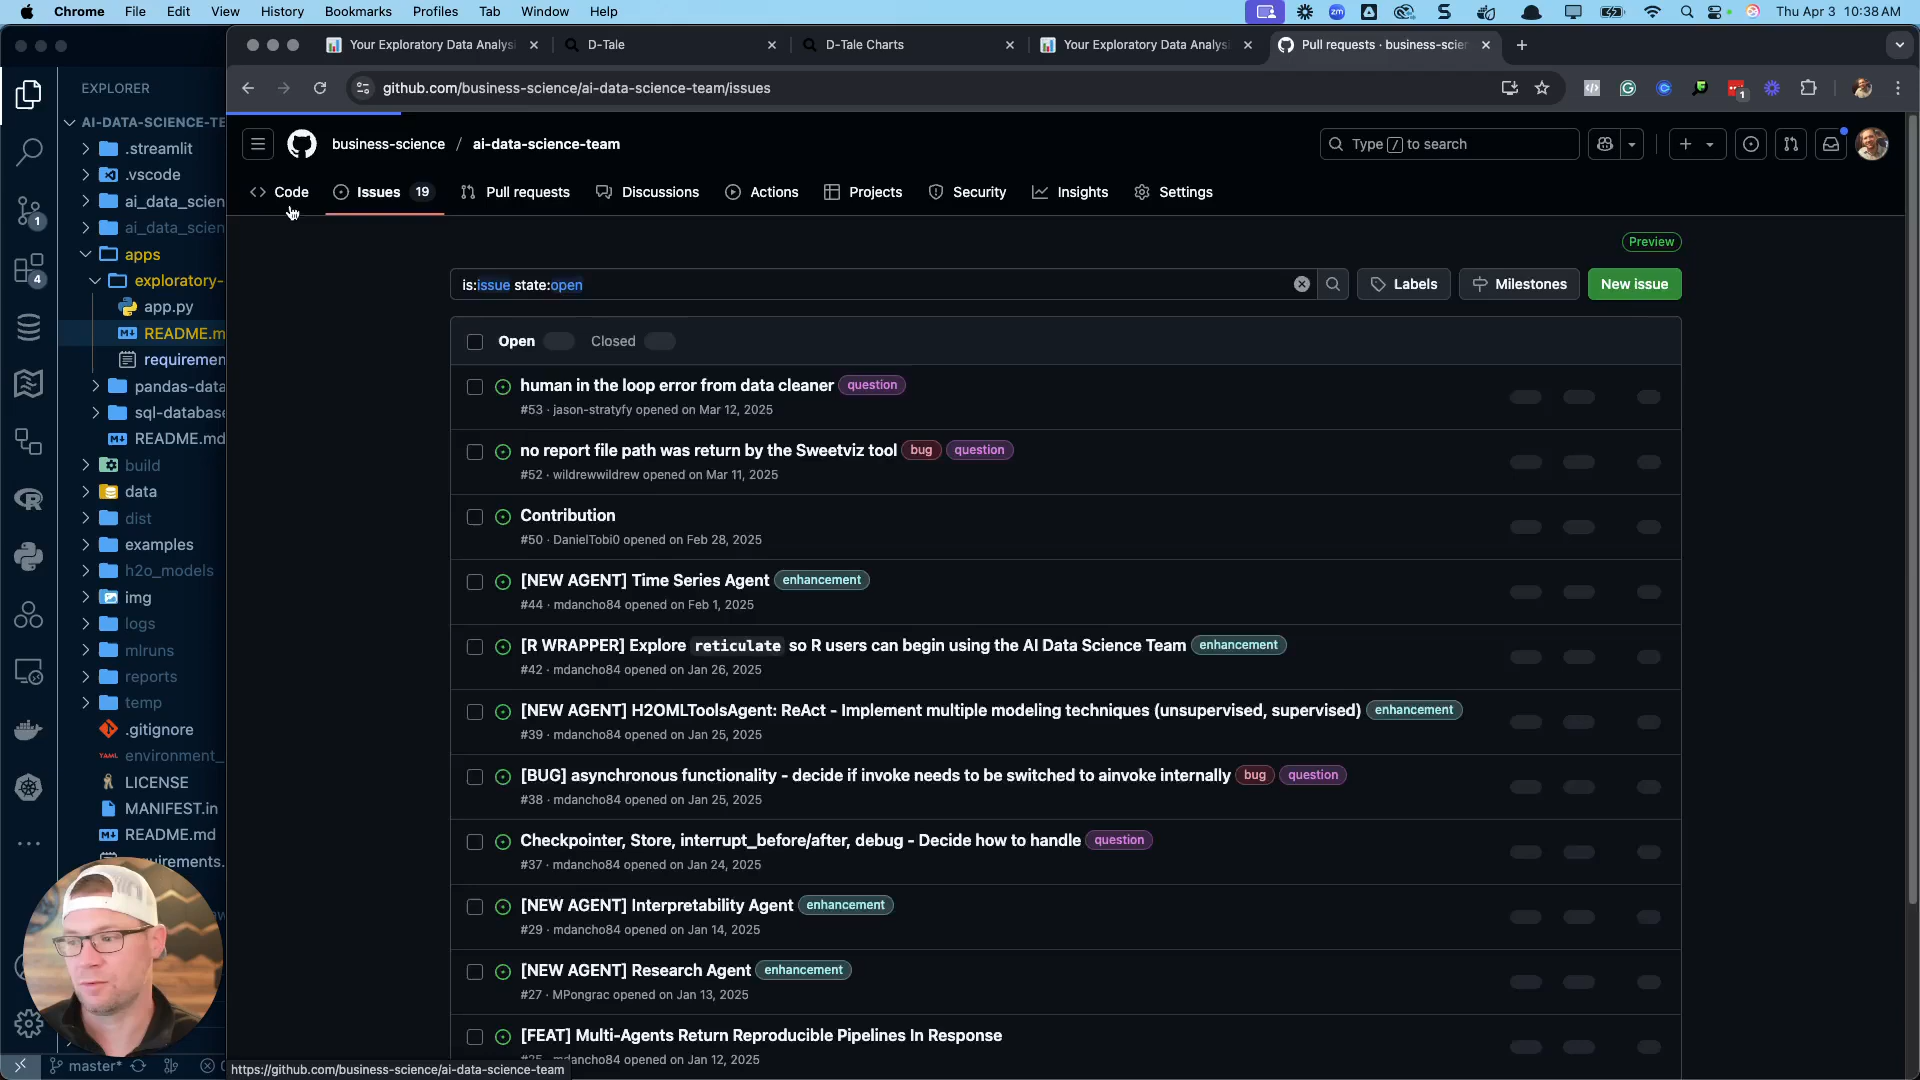 Chrome File Edit View History Bookmarks Profiles Tab Window Help
zm
Thu Apr 3 10:38 AM
Your Exploratory Data Analysi
D-Tale
D-Tale Charts
Your Exploratory Data Analysi
Pull requests · business-scien
github.com/business-science/ai-data-science-team/issues
1
EXPLORER
AI-DATA-SCIENCE-TE
.streamlit
.vscode
ai_data_scien
ai_data_scien
apps
exploratory-
app.py
README.m
requiremen
pandas-data
sql-database
README.md
build
data
dist
examples
h2o_models
img
logs
mlruns
reports
temp
.gitignore
YAML environment_
LICENSE
MANIFEST.in
README.md
quirements.
1
4
master*
business-science / ai-data-science-team
Type / to search
Code
Issues 19
Pull requests
Discussions
Actions
Projects
Security
Insights
Settings
Preview
is:issue state:open
Labels
Milestones
New issue
Open
Closed
human in the loop error from data cleaner question
#53 · jason-stratyfy opened on Mar 12, 2025
no report file path was return by the Sweetviz tool bug question
#52 · wildrewwildrew opened on Mar 11, 2025
Contribution
#50 · DanielTobi0 opened on Feb 28, 2025
[NEW AGENT] Time Series Agent enhancement
#44 · mdancho84 opened on Feb 1, 2025
[R WRAPPER] Explore reticulate so R users can begin using the AI Data Science Team enhancement
#42 · mdancho84 opened on Jan 26, 2025
[NEW AGENT] H2OMLToolsAgent: ReAct - Implement multiple modeling techniques (unsupervised, supervised) enhancement
#39 · mdancho84 opened on Jan 25, 2025
[BUG] asynchronous functionality - decide if invoke needs to be switched to ainvoke internally bug question
#38 · mdancho84 opened on Jan 25, 2025
Checkpointer, Store, interrupt_before/after, debug - Decide how to handle question
#37 · mdancho84 opened on Jan 24, 2025
[NEW AGENT] Interpretability Agent enhancement
#29 · mdancho84 opened on Jan 14, 2025
[NEW AGENT] Research Agent enhancement
#27 · MPongrac opened on Jan 13, 2025
[FEAT] Multi-Agents Return Reproducible Pipelines In Response
#25 · mdancho84 opened on Jan 12, 2025
https://github.com/business-science/ai-data-science-team